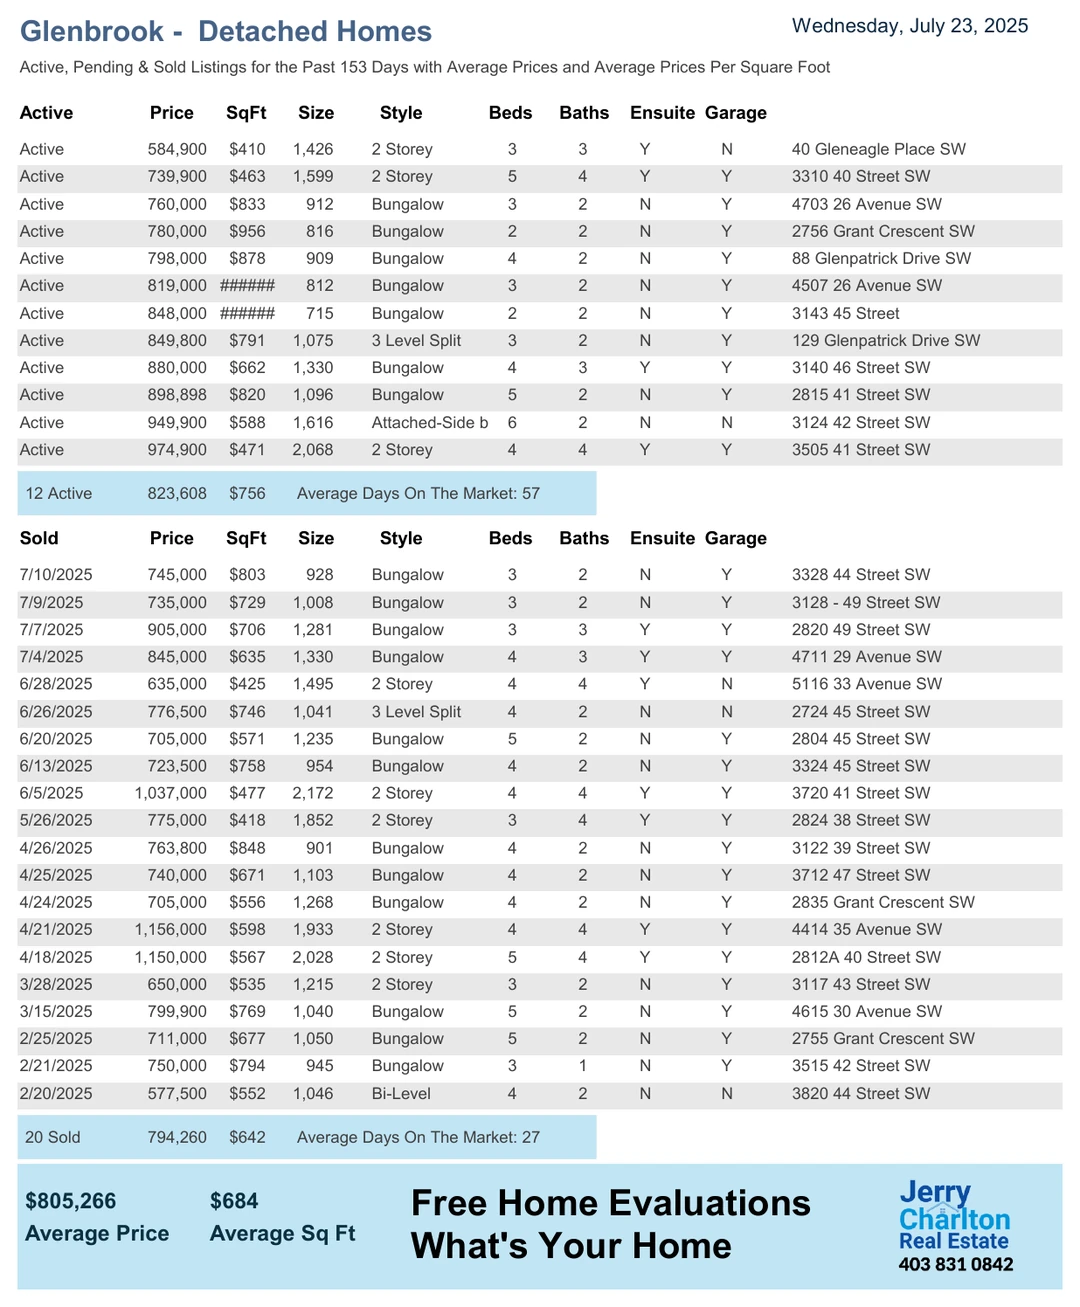 Glenbrook - Detached Homes
Wednesday, July 23, 2025
Active, Pending & Sold Listings for the Past 153 Days with Average Prices and Average Prices Per Square Foot
Active Price SqFt Size Style Beds Baths Ensuite Garage
Active 584,900 $410 1,426 2 Storey 3 3 Y N 40 Gleneagle Place SW
Active 739,900 $463 1,599 2 Storey 5 4 Y Y 3310 40 Street SW
Active 760,000 $833 912 Bungalow 3 2 N Y 4703 26 Avenue SW
Active 780,000 $956 816 Bungalow 2 2 N Y 2756 Grant Crescent SW
Active 798,000 $878 909 Bungalow 4 2 N Y 88 Glenpatrick Drive SW
Active 819,000 ###### 812 Bungalow 3 2 N Y 4507 26 Avenue SW
Active 848,000 ###### 715 Bungalow 2 2 N Y 3143 45 Street
Active 849,800 $791 1,075 3 Level Split 3 2 N Y 129 Glenpatrick Drive SW
Active 880,000 $662 1,330 Bungalow 4 3 Y Y 3140 46 Street SW
Active 898,898 $820 1,096 Bungalow 5 2 N Y 2815 41 Street SW
Active 949,900 $588 1,616 Attached-Side b 6 2 N N 3124 42 Street SW
Active 974,900 $471 2,068 2 Storey 4 4 Y Y 3505 41 Street SW
12 Active 823,608 $756 Average Days On The Market: 57
Sold Price SqFt Size Style Beds Baths Ensuite Garage
7/10/2025 745,000 $803 928 Bungalow 3 2 N Y 3328 44 Street SW
7/9/2025 735,000 $729 1,008 Bungalow 3 2 N Y 3128 - 49 Street SW
7/7/2025 905,000 $706 1,281 Bungalow 3 3 Y Y 2820 49 Street SW
7/4/2025 845,000 $635 1,330 Bungalow 4 3 Y Y 4711 29 Avenue SW
6/28/2025 635,000 $425 1,495 2 Storey 4 4 Y N 5116 33 Avenue SW
6/26/2025 776,500 $746 1,041 3 Level Split 4 2 N N 2724 45 Street SW
6/20/2025 705,000 $571 1,235 Bungalow 5 2 N Y 2804 45 Street SW
6/13/2025 723,500 $758 954 Bungalow 4 2 N Y 3324 45 Street SW
6/5/2025 1,037,000 $477 2,172 2 Storey 4 4 Y Y 3720 41 Street SW
5/26/2025 775,000 $418 1,852 2 Storey 3 4 Y Y 2824 38 Street SW
4/26/2025 763,800 $848 901 Bungalow 4 2 N Y 3122 39 Street SW
4/25/2025 740,000 $671 1,103 Bungalow 4 2 N Y 3712 47 Street SW
4/24/2025 705,000 $556 1,268 Bungalow 4 2 N Y 2835 Grant Crescent SW
4/21/2025 1,156,000 $598 1,933 2 Storey 4 4 Y Y 4414 35 Avenue SW
4/18/2025 1,150,000 $567 2,028 2 Storey 5 4 Y Y 2812A 40 Street SW
3/28/2025 650,000 $535 1,215 2 Storey 3 2 N Y 3117 43 Street SW
3/15/2025 799,900 $769 1,040 Bungalow 5 2 N Y 4615 30 Avenue SW
2/25/2025 711,000 $677 1,050 Bungalow 5 2 N Y 2755 Grant Crescent SW
2/21/2025 750,000 $794 945 Bungalow 3 1 N Y 3515 42 Street SW
2/20/2025 577,500 $552 1,046 Bi-Level 4 2 N N 3820 44 Street SW
20 Sold 794,260 $642 Average Days On The Market: 27
$805,266 $684
Average Price Average Sq Ft
Free Home Evaluations
What's Your Home
Jerry
Charlton
Real Estate
403 831 0842